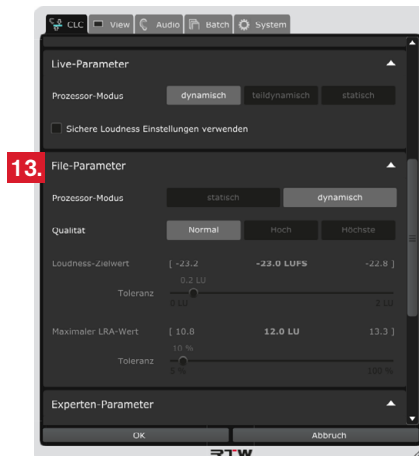 CLC View Audio Batch System
Live-Parameter
Prozessor-Modus dynamisch teildynamisch statisch
Sichere Loudness Einstellungen verwenden
13.
File-Parameter
Prozessor-Modus statisch dynamisch
Qualität Normal Hoch Höchste
Loudness-Zielwert [ -23.2 -23.0 LUFS -22.8 ]
0.2 LU
Toleranz
0 LU 2 LU
Maximaler LRA-Wert [ 10.8 12.0 LU 13.3 ]
10 %
Toleranz
5 % 100 %
Experten-Parameter
OK Abbruch
RTW